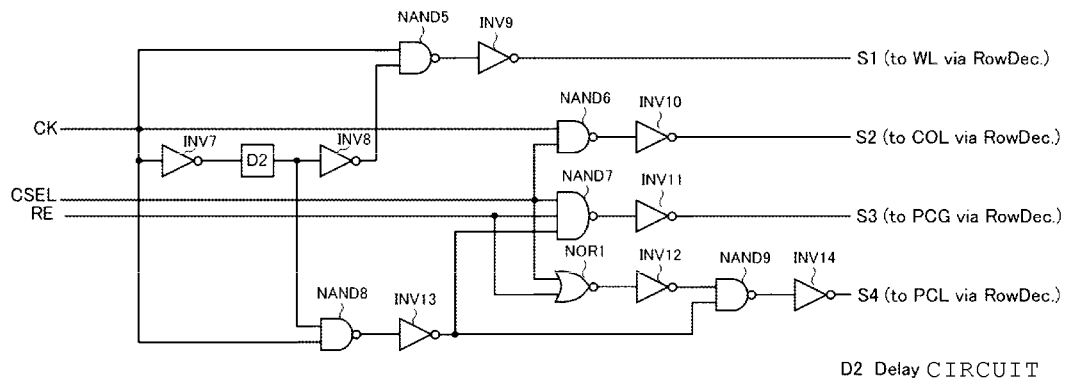 NAND5
INV9
S1 (to WL via RowDec.)
NAND6
INV10
CK
INV7
INV8
S2 (to COL via RowDec.)
D2
NAND7
INV11
CSEL
RE
S3 (to PCG via RowDec.)
NOR1
INV12
NAND9
INV14
NAND8
INV13
S4 (to PCL via RowDec.)
D2 Delay CIRCUIT